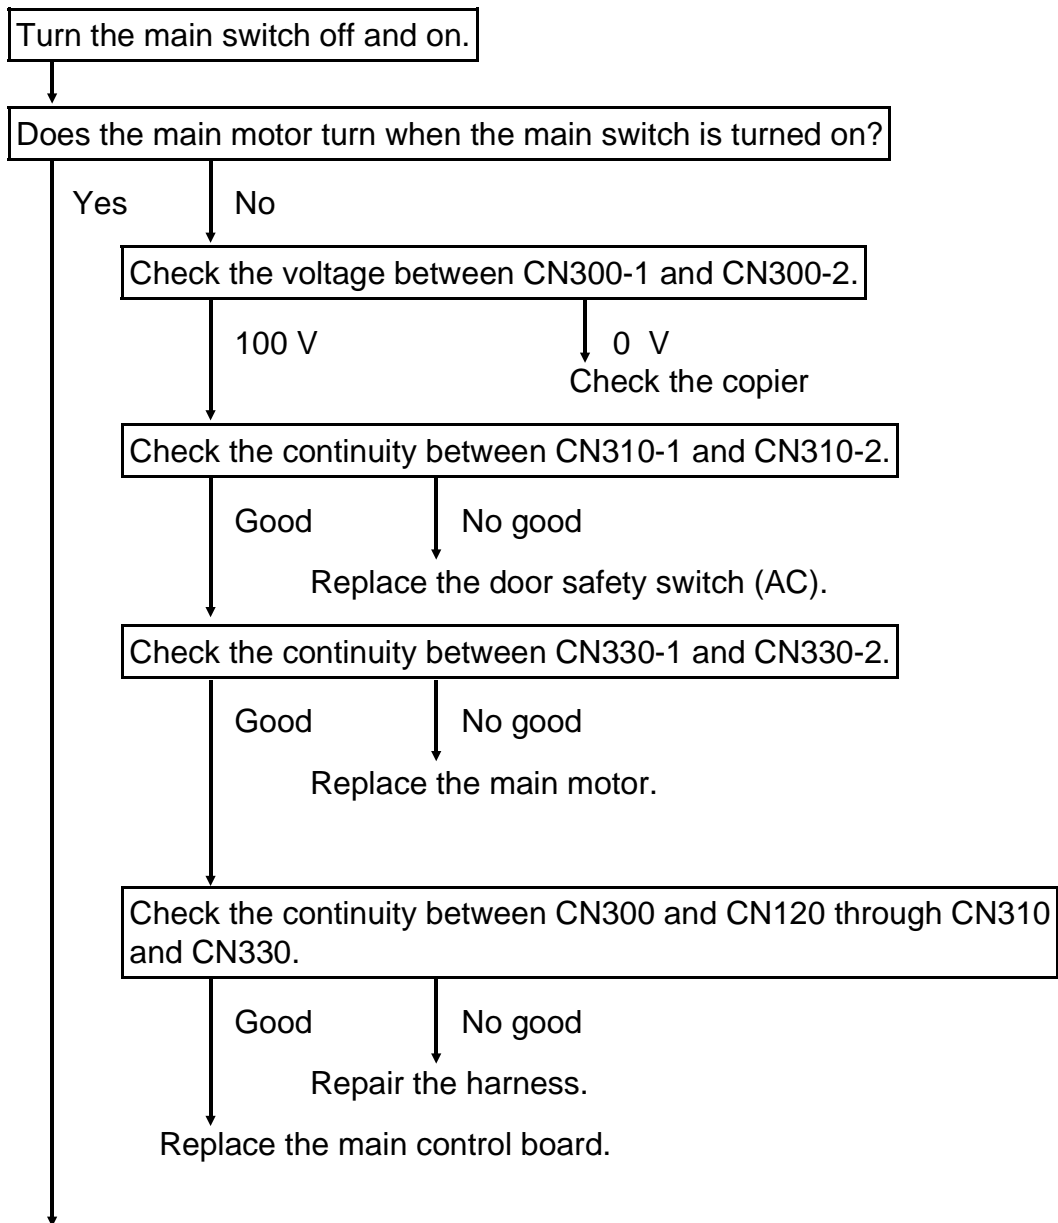 Turn the main switch off and on.
Does the main motor turn when the main switch is turned on?
Yes No
Check the voltage between CN300-1 and CN300-2.
100 V 0 V
Check the copier
Check the continuity between CN310-1 and CN310-2.
Good No good
Replace the door safety switch (AC).
Check the continuity between CN330-1 and CN330-2.
Good No good
Replace the main motor.
Check the continuity between CN300 and CN120 through CN310
and CN330.
Good No good
Repair the harness.
Replace the main control board.